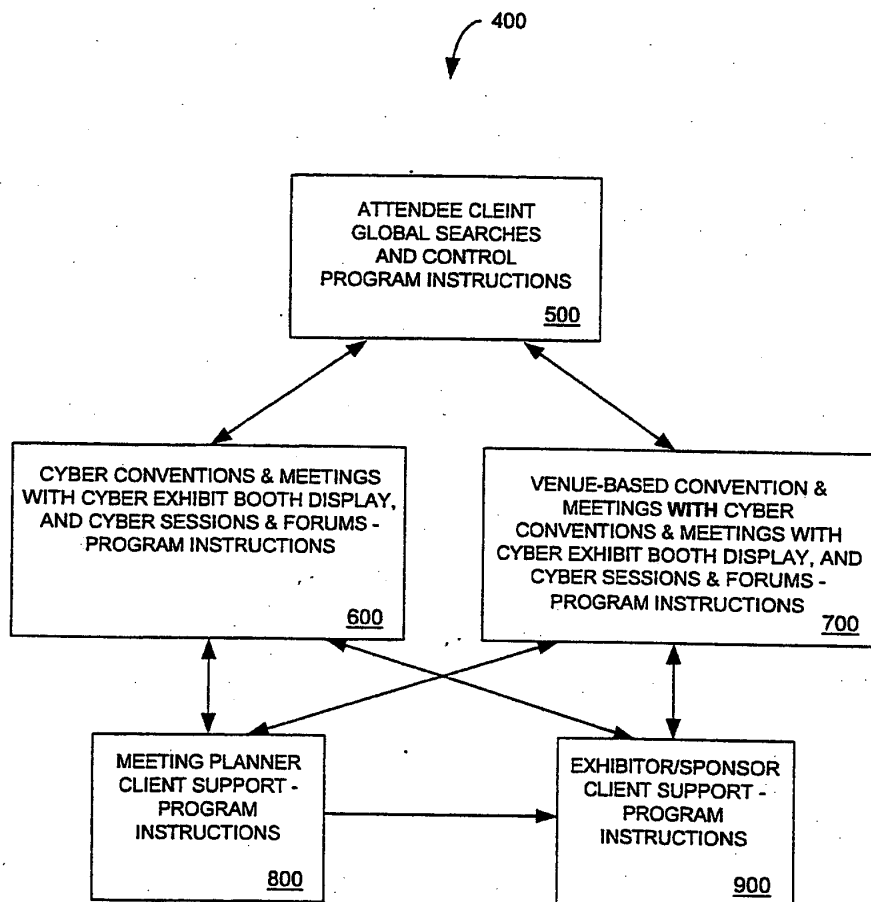 400
ATTENDEE CLEINT
GLOBAL SEARCHES
AND CONTROL
PROGRAM INSTRUCTIONS
500
CYBER CONVENTIONS & MEETINGS
WITH CYBER EXHIBIT BOOTH DISPLAY,
AND CYBER SESSIONS & FORUMS -
PROGRAM INSTRUCTIONS
600
VENUE-BASED CONVENTION &
MEETINGS WITH CYBER
CONVENTIONS & MEETINGS WITH
CYBER EXHIBIT BOOTH DISPLAY, AND
CYBER SESSIONS & FORUMS -
PROGRAM INSTRUCTIONS
700
MEETING PLANNER
CLIENT SUPPORT -
PROGRAM
INSTRUCTIONS
800
EXHIBITOR/SPONSOR
CLIENT SUPPORT -
PROGRAM
INSTRUCTIONS
900